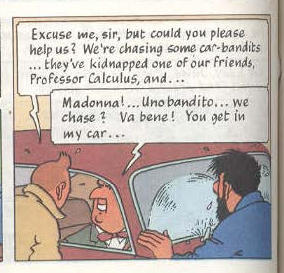 Excuse me, sir, but could you please
help us? We're chasing some car-bandits
...they've kidnapped one of our friends,
Professor Calculus, and...
Madonna!... Uno bandito... we
chase? Va bene! You get in
my car...